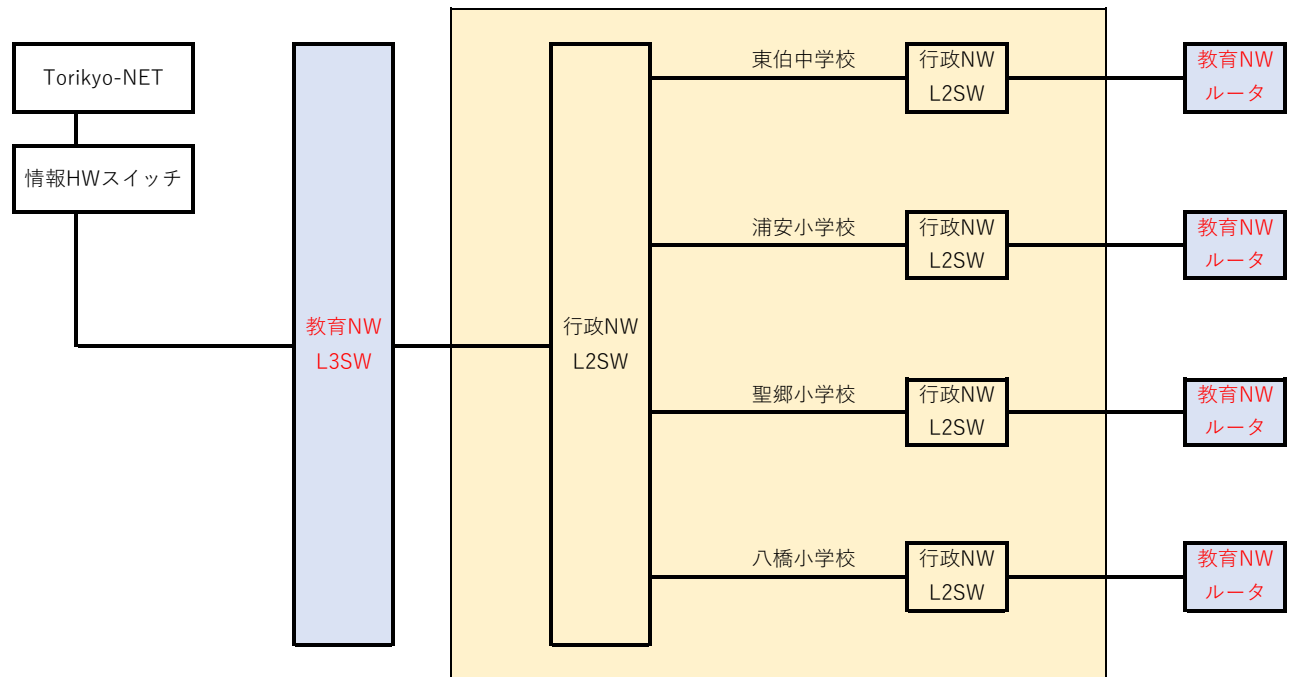 Torikyo-NET
情報HWスイッチ
教育NW
L3SW
行政NW
L2SW
東伯中学校
行政NW
L2SW
教育NW
ルータ
浦安小学校
行政NW
L2SW
教育NW
ルータ
聖郷小学校
行政NW
L2SW
教育NW
ルータ
八橋小学校
行政NW
L2SW
教育NW
ルータ